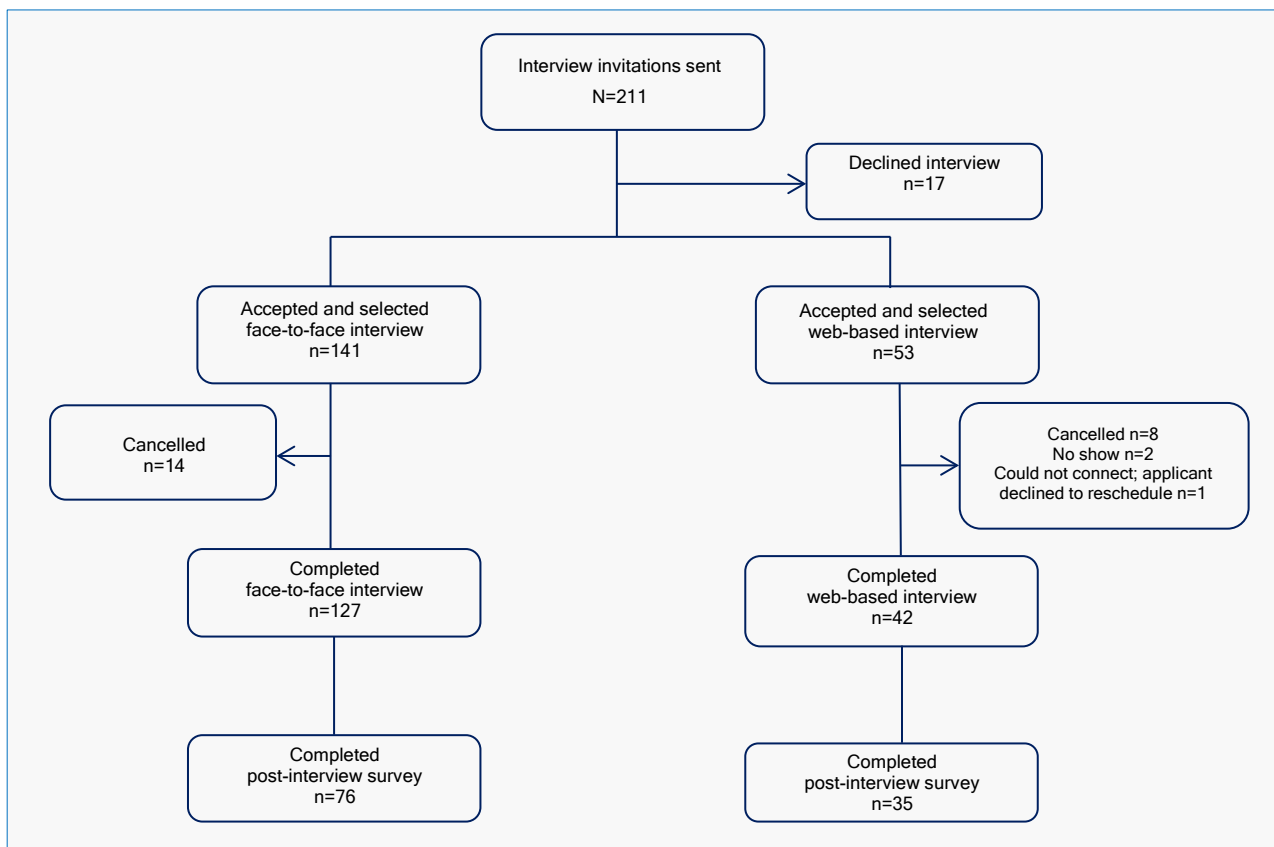 Interview invitations sent
N=211
Declined interview
n=17
Accepted and selected
face-to-face interview
n=141
Accepted and selected
web-based interview
n=53
Cancelled
n=14
Cancelled n=8
No show n=2
Could not connect; applicant
declined to reschedule n=1
Completed
face-to-face interview
n=127
Completed
web-based interview
n=42
Completed
post-interview survey
n=76
Completed
post-interview survey
n=35